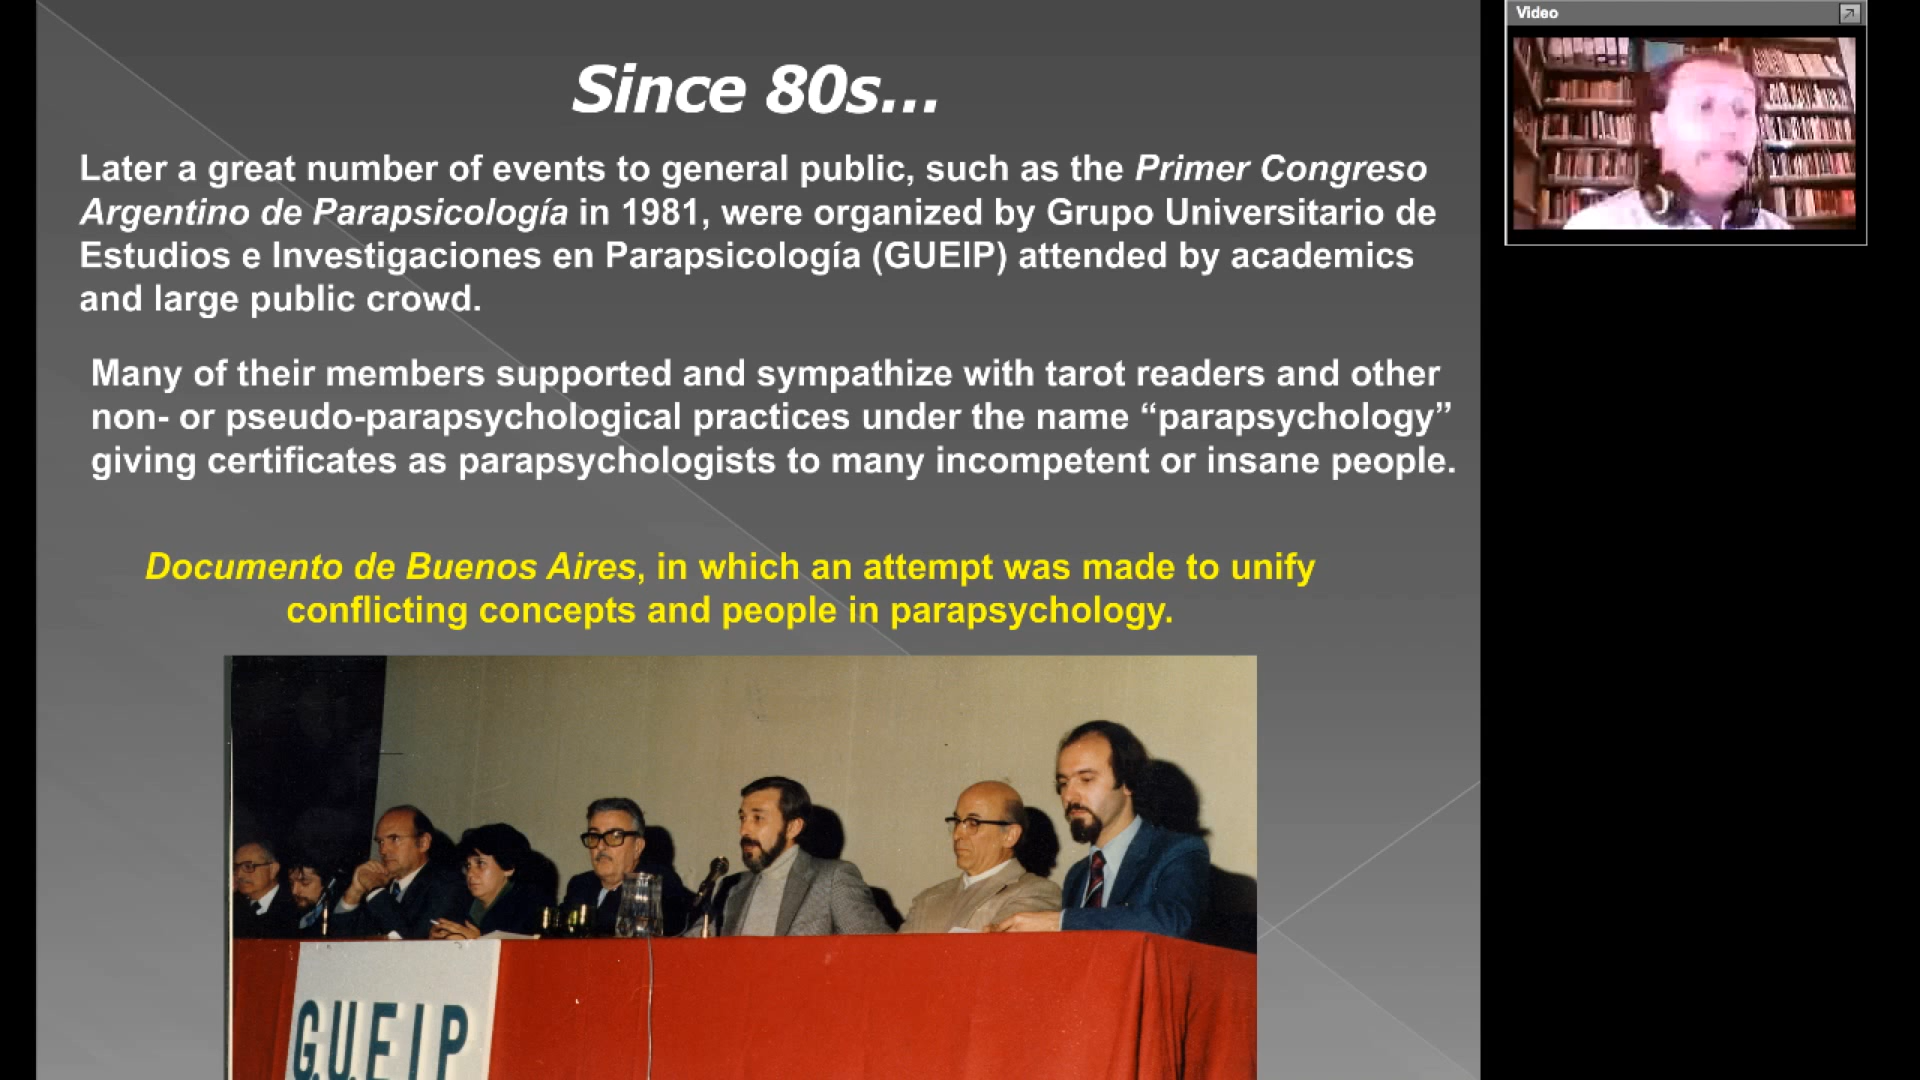 Since 80s...
Later a great number of events to general public, such as the Primer Congreso
Argentino de Parapsicología in 1981, were organized by Grupo Universitario de
Estudios e Investigaciones en Parapsicología (GUEIP) attended by academics
and large public crowd.
Many of their members supported and sympathize with tarot readers and other
non- or pseudo-parapsychological practices under the name “parapsychology”
giving certificates as parapsychologists to many incompetent or insane people.
Documento de Buenos Aires, in which an attempt was made to unify
conflicting concepts and people in parapsychology.
G.U.E.I.P
Video